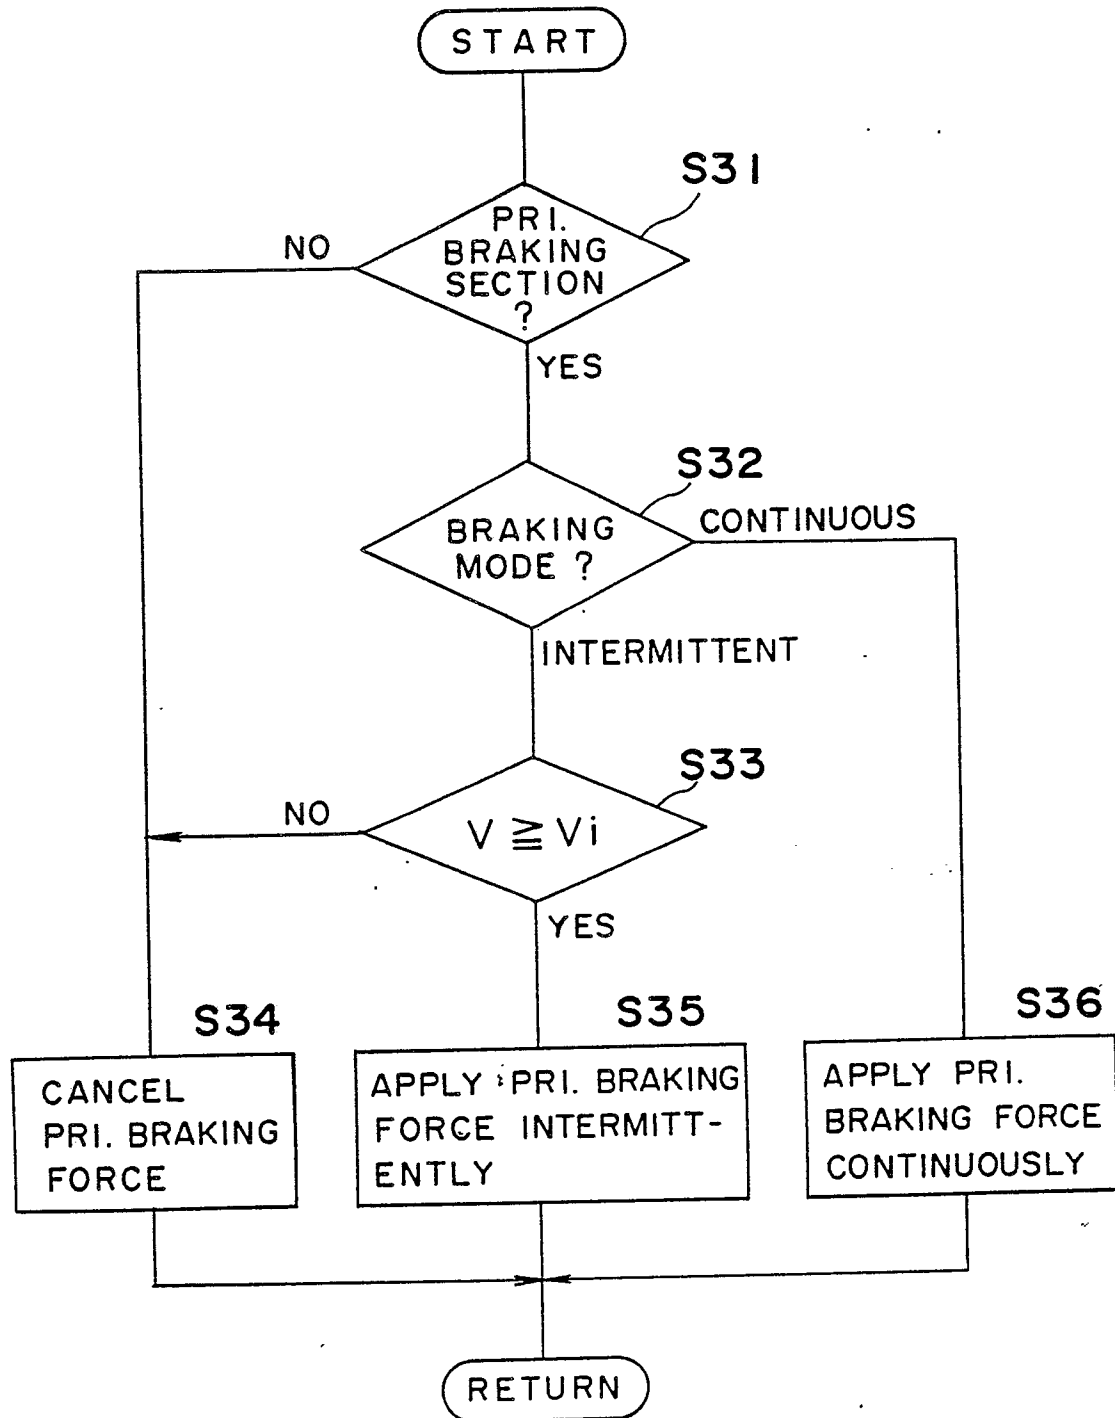 START
S31
PRI.
BRAKING
SECTION
?
NO
YES
S32
BRAKING
MODE ?
CONTINUOUS
INTERMITTENT
S33
V ≧ Vi
NO
YES
S34
CANCEL
PRI. BRAKING
FORCE
S35
APPLY PRI. BRAKING
FORCE INTERMITT-
ENTLY
S36
APPLY PRI.
BRAKING FORCE
CONTINUOUSLY
RETURN